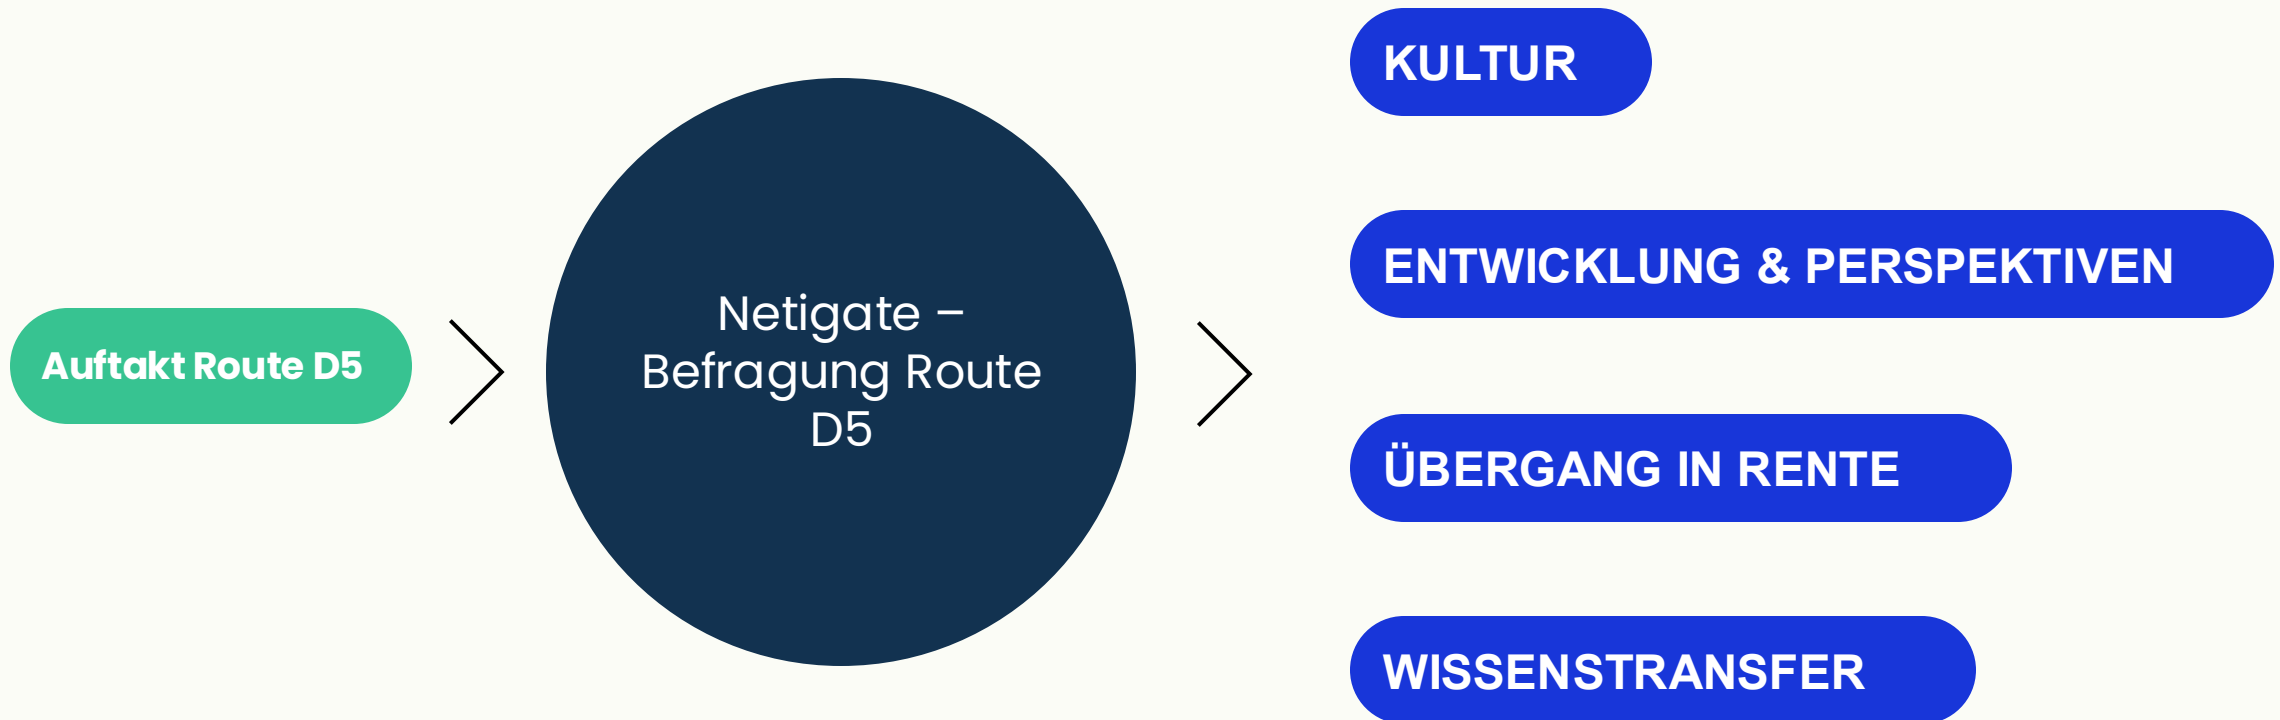 Auftakt Route D5
Netigate –
Befragung Route
D5
KULTUR
ENTWICKLUNG & PERSPEKTIVEN
ÜBERGANG IN RENTE
WISSENSTRANSFER